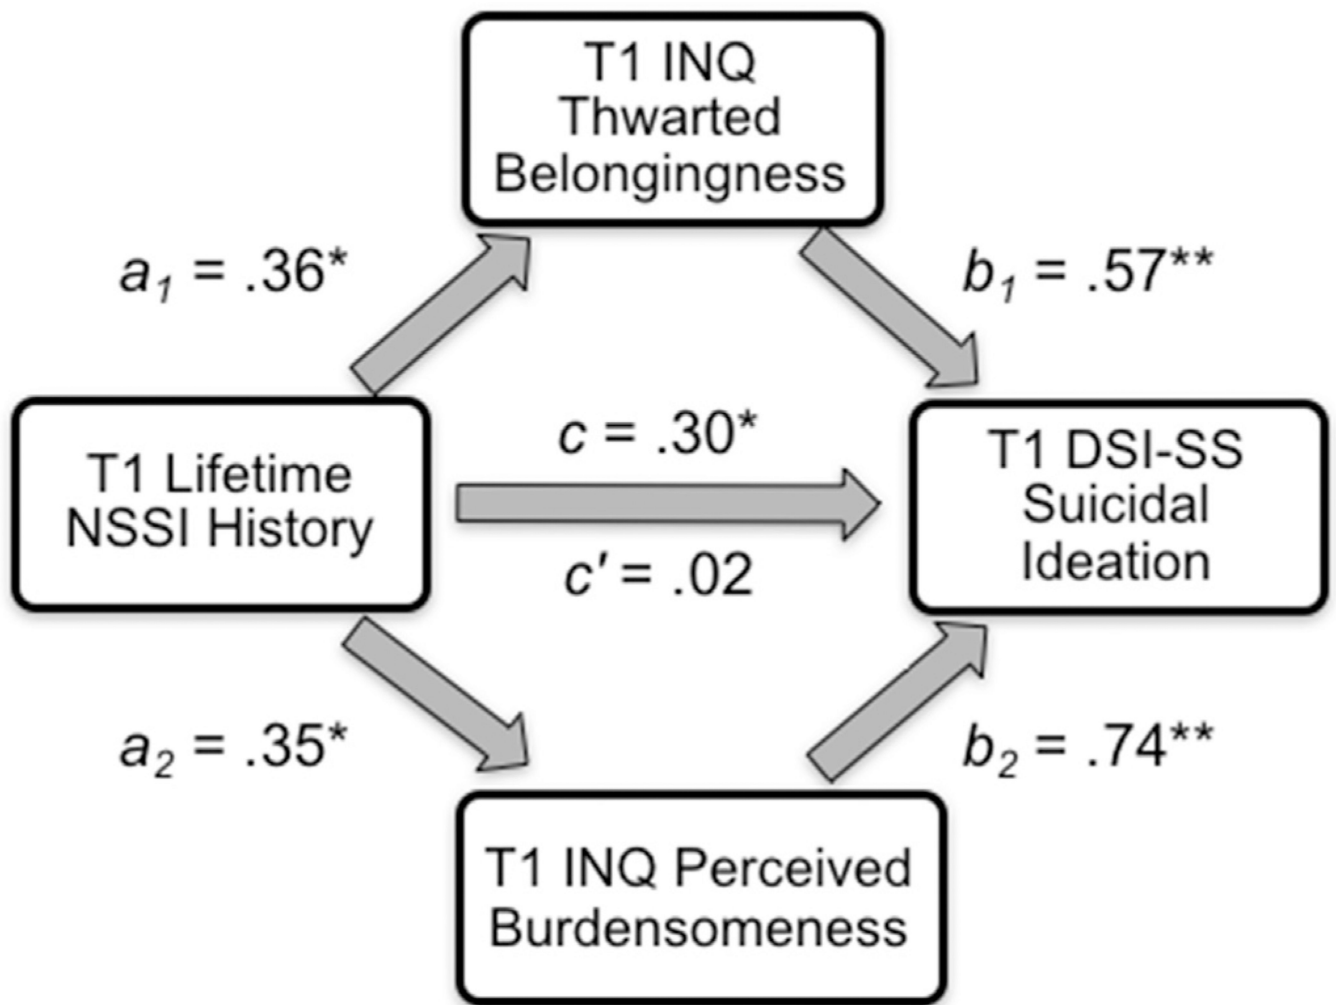 T1 INQ
Thwarted
Belongingness
a₁ = .36*
b₁ = .57**
T1 Lifetime
NSSI History
c = .30*
c' = .02
T1 DSI-SS
Suicidal
Ideation
a₂ = .35*
b₂ = .74**
T1 INQ Perceived
Burdensomeness